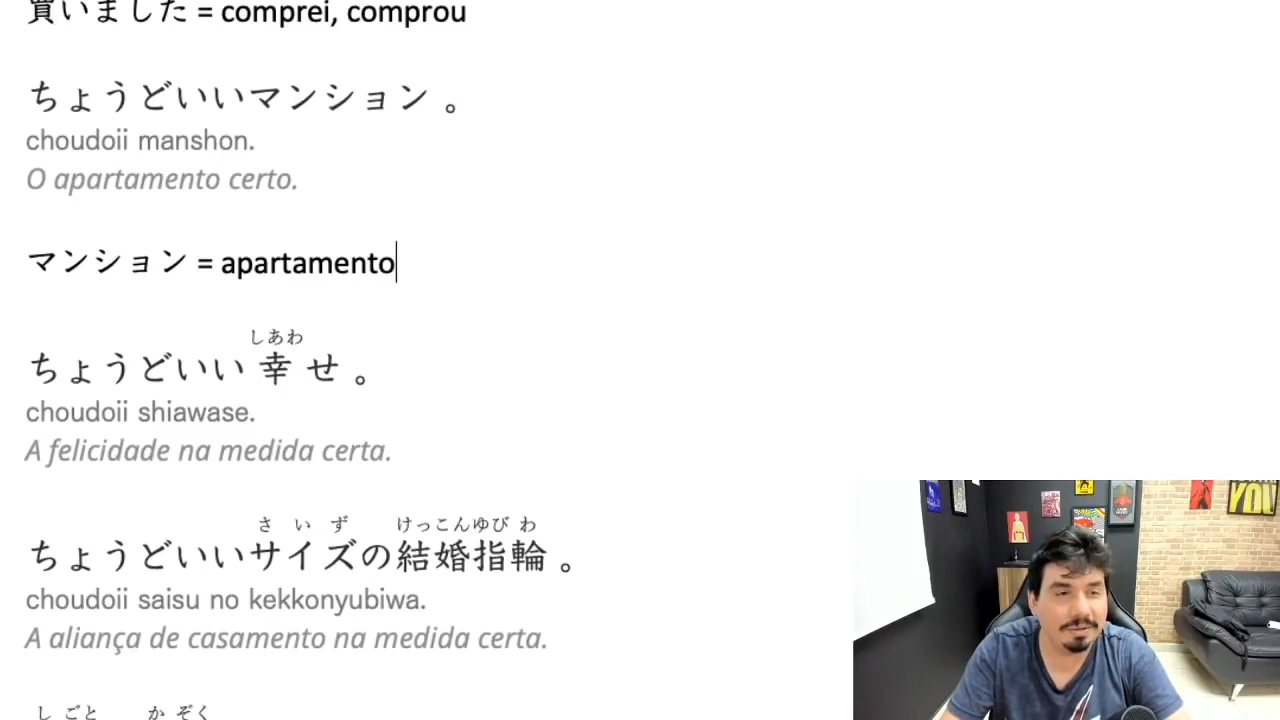 買いました = comprei, comprou
ちょうどいいマンション 。
choudoii manshon.
O apartamento certo.
マンション = apartamento
しあわ
ちょうどいい 幸 せ 。
choudoii shiawase.
A felicidade na medida certa.
さ い ず けっこんゆび わ
ちょうどいいサイズの結婚指輪 。
choudoii saisu no kekkonyubiwa.
A aliança de casamento na medida certa.
し ごと か ぞく
YOU